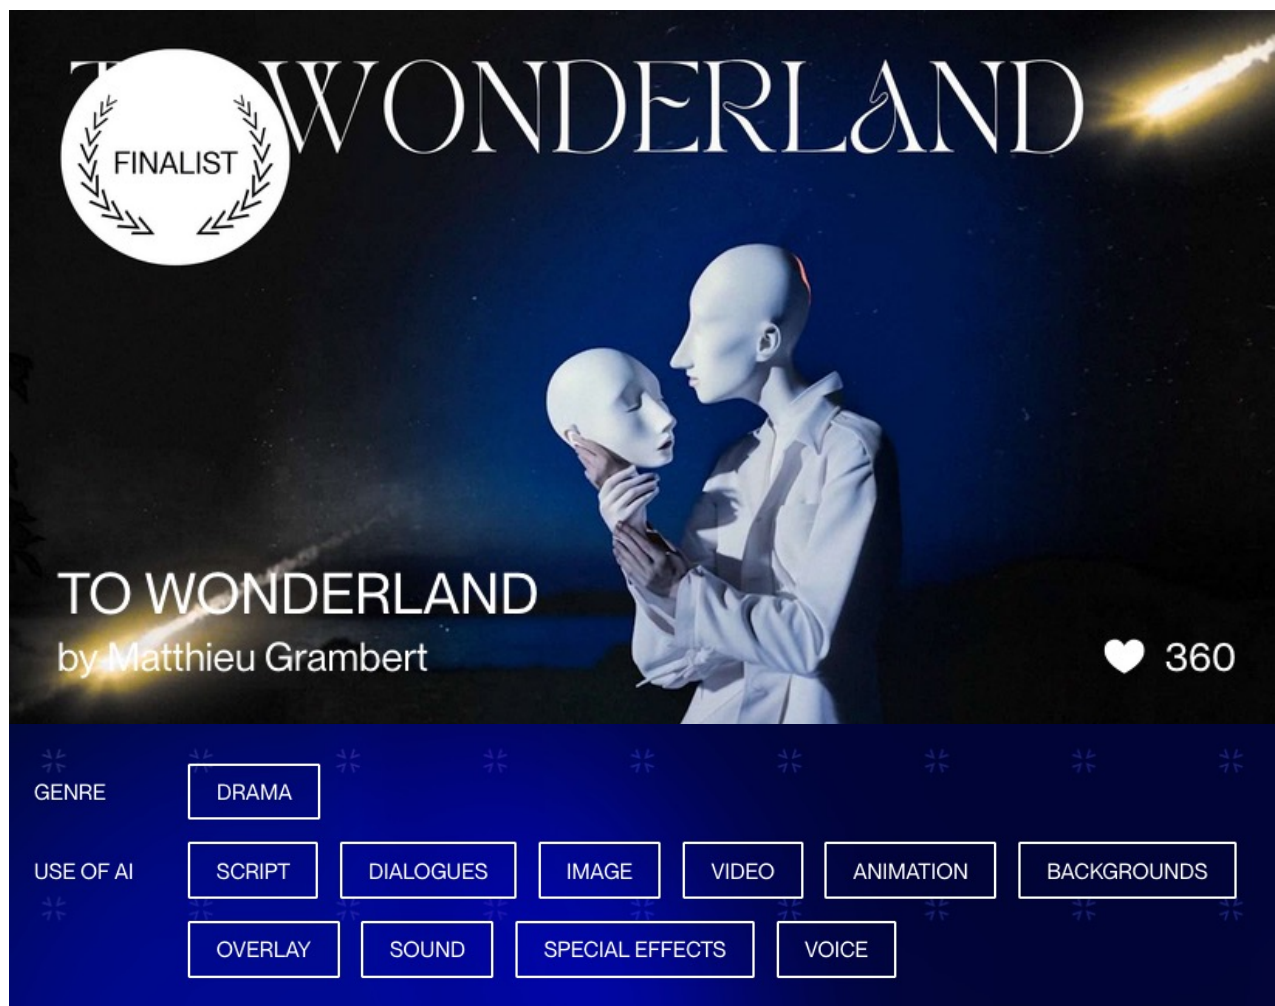 TO WONDERLAND
FINALIST
TO WONDERLAND
by Matthieu Grambert
360
GENRE
DRAMA
USE OF AI
SCRIPT
DIALOGUES
IMAGE
VIDEO
ANIMATION
BACKGROUNDS
OVERLAY
SOUND
SPECIAL EFFECTS
VOICE